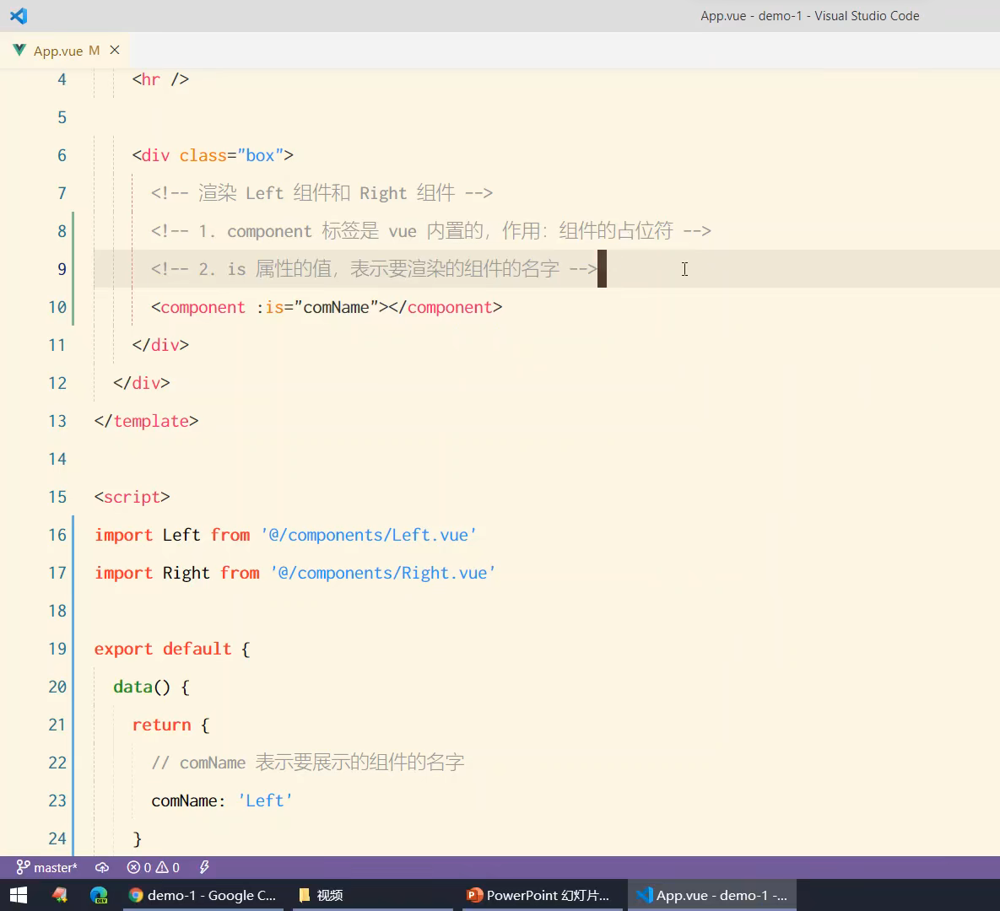 App.vue - demo-1 - Visual Studio Code
App.vue M
4 <hr />
5
6 <div class="box">
7 <!-- 渲染 Left 组件和 Right 组件 -->
8 <!-- 1. component 标签是 vue 内置的，作用：组件的占位符 -->
9 <!-- 2. is 属性的值，表示要渲染的组件的名字 -->
10 <component :is="comName"></component>
11 </div>
12 </div>
13 </template>
14
15 <script>
16 import Left from '@/components/Left.vue'
17 import Right from '@/components/Right.vue'
18
19 export default {
20 data() {
21 return {
22 // comName 表示要展示的组件的名字
23 comName: 'Left'
24 }
master* 0 0
demo-1 - Google C... 视频 PowerPoint 幻灯片... App.vue - demo-1 -...